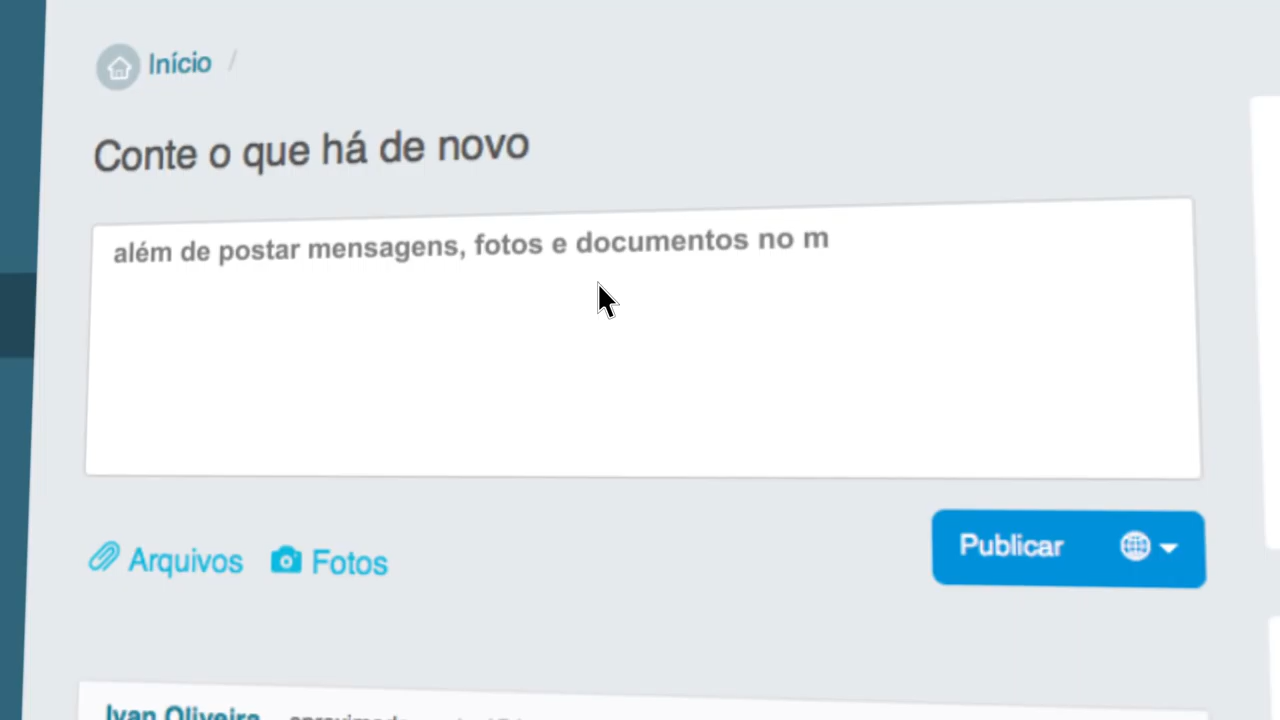 Início /
Conte o que há de novo
além de postar mensagens, fotos e documentos no m
Arquivos Fotos
Publicar
Ivan Oliveira